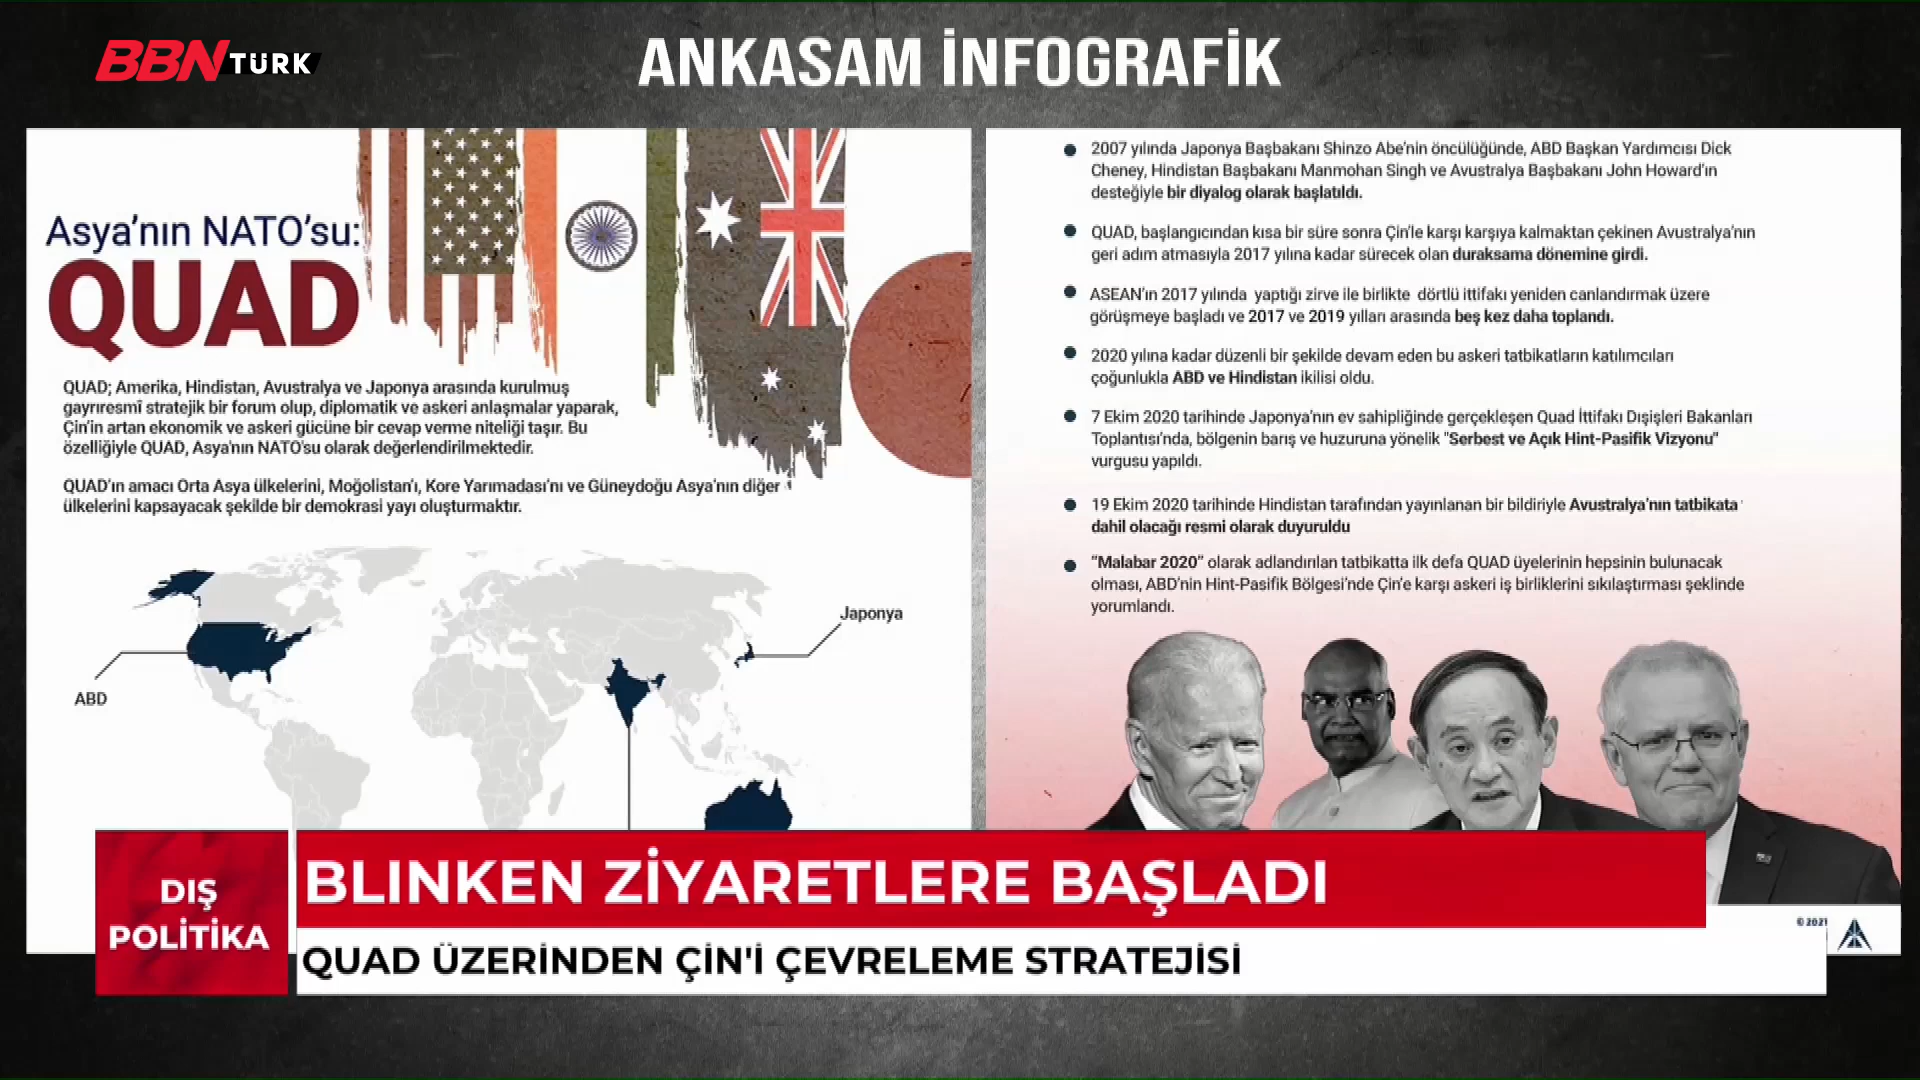 BBN TÜRK
ANKASAM İNFOGRAFİK
Asya'nın NATO'su:
QUAD
QUAD; Amerika, Hindistan, Avustralya ve Japonya arasında kurulmuş
gayriresmî stratejik bir forum olup, diplomatik ve askeri anlaşmalar yaparak,
Çin'in artan ekonomik ve askeri gücüne bir cevap verme niteliği taşır. Bu
özelliğiyle QUAD, Asya'nın NATO'su olarak değerlendirilmektedir.
QUAD'ın amacı Orta Asya ülkelerini, Moğolistan'ı, Kore Yarımadası'nı ve Güneydoğu Asya'nın diğer
ülkelerini kapsayacak şekilde bir demokrasi yayı oluşturmaktır.
Japonya
ABD
2007 yılında Japonya Başbakanı Shinzo Abe'nin öncülüğünde, ABD Başkan Yardımcısı Dick
Cheney, Hindistan Başbakanı Manmohan Singh ve Avustralya Başbakanı John Howard'ın
desteğiyle bir diyalog olarak başlatıldı.
QUAD, başlangıcından kısa bir süre sonra Çin'le karşı karşıya kalmaktan çekinen Avustralya'nın
geri adım atmasıyla 2017 yılına kadar sürecek olan duraksama dönemine girdi.
ASEAN'ın 2017 yılında yaptığı zirve ile birlikte dörtlü ittifakı yeniden canlandırmak üzere
görüşmeye başladı ve 2017 ve 2019 yılları arasında beş kez daha toplandı.
2020 yılına kadar düzenli bir şekilde devam eden bu askeri tatbikatların katılımcıları
çoğunlukla ABD ve Hindistan ikilisi oldu.
7 Ekim 2020 tarihinde Japonya'nın ev sahipliğinde gerçekleşen Quad İttifakı Dışişleri Bakanları
Toplantısı'nda, bölgenin barış ve huzuruna yönelik "Serbest ve Açık Hint-Pasifik Vizyonu"
vurgusu yapıldı.
19 Ekim 2020 tarihinde Hindistan tarafından yayınlanan bir bildiriyle Avustralya'nın tatbikata
dahil olacağı resmi olarak duyuruldu
"Malabar 2020" olarak adlandırılan tatbikatta ilk defa QUAD üyelerinin hepsinin bulunacak
olması, ABD'nin Hint-Pasifik Bölgesi'nde Çin'e karşı askeri iş birliklerini sıkılaştırması şeklinde
yorumlandı.
© 2021
DIŞ
POLİTİKA
BLINKEN ZİYARETLERE BAŞLADI
QUAD ÜZERİNDEN ÇİN'İ ÇEVRELEME STRATEJİSİ